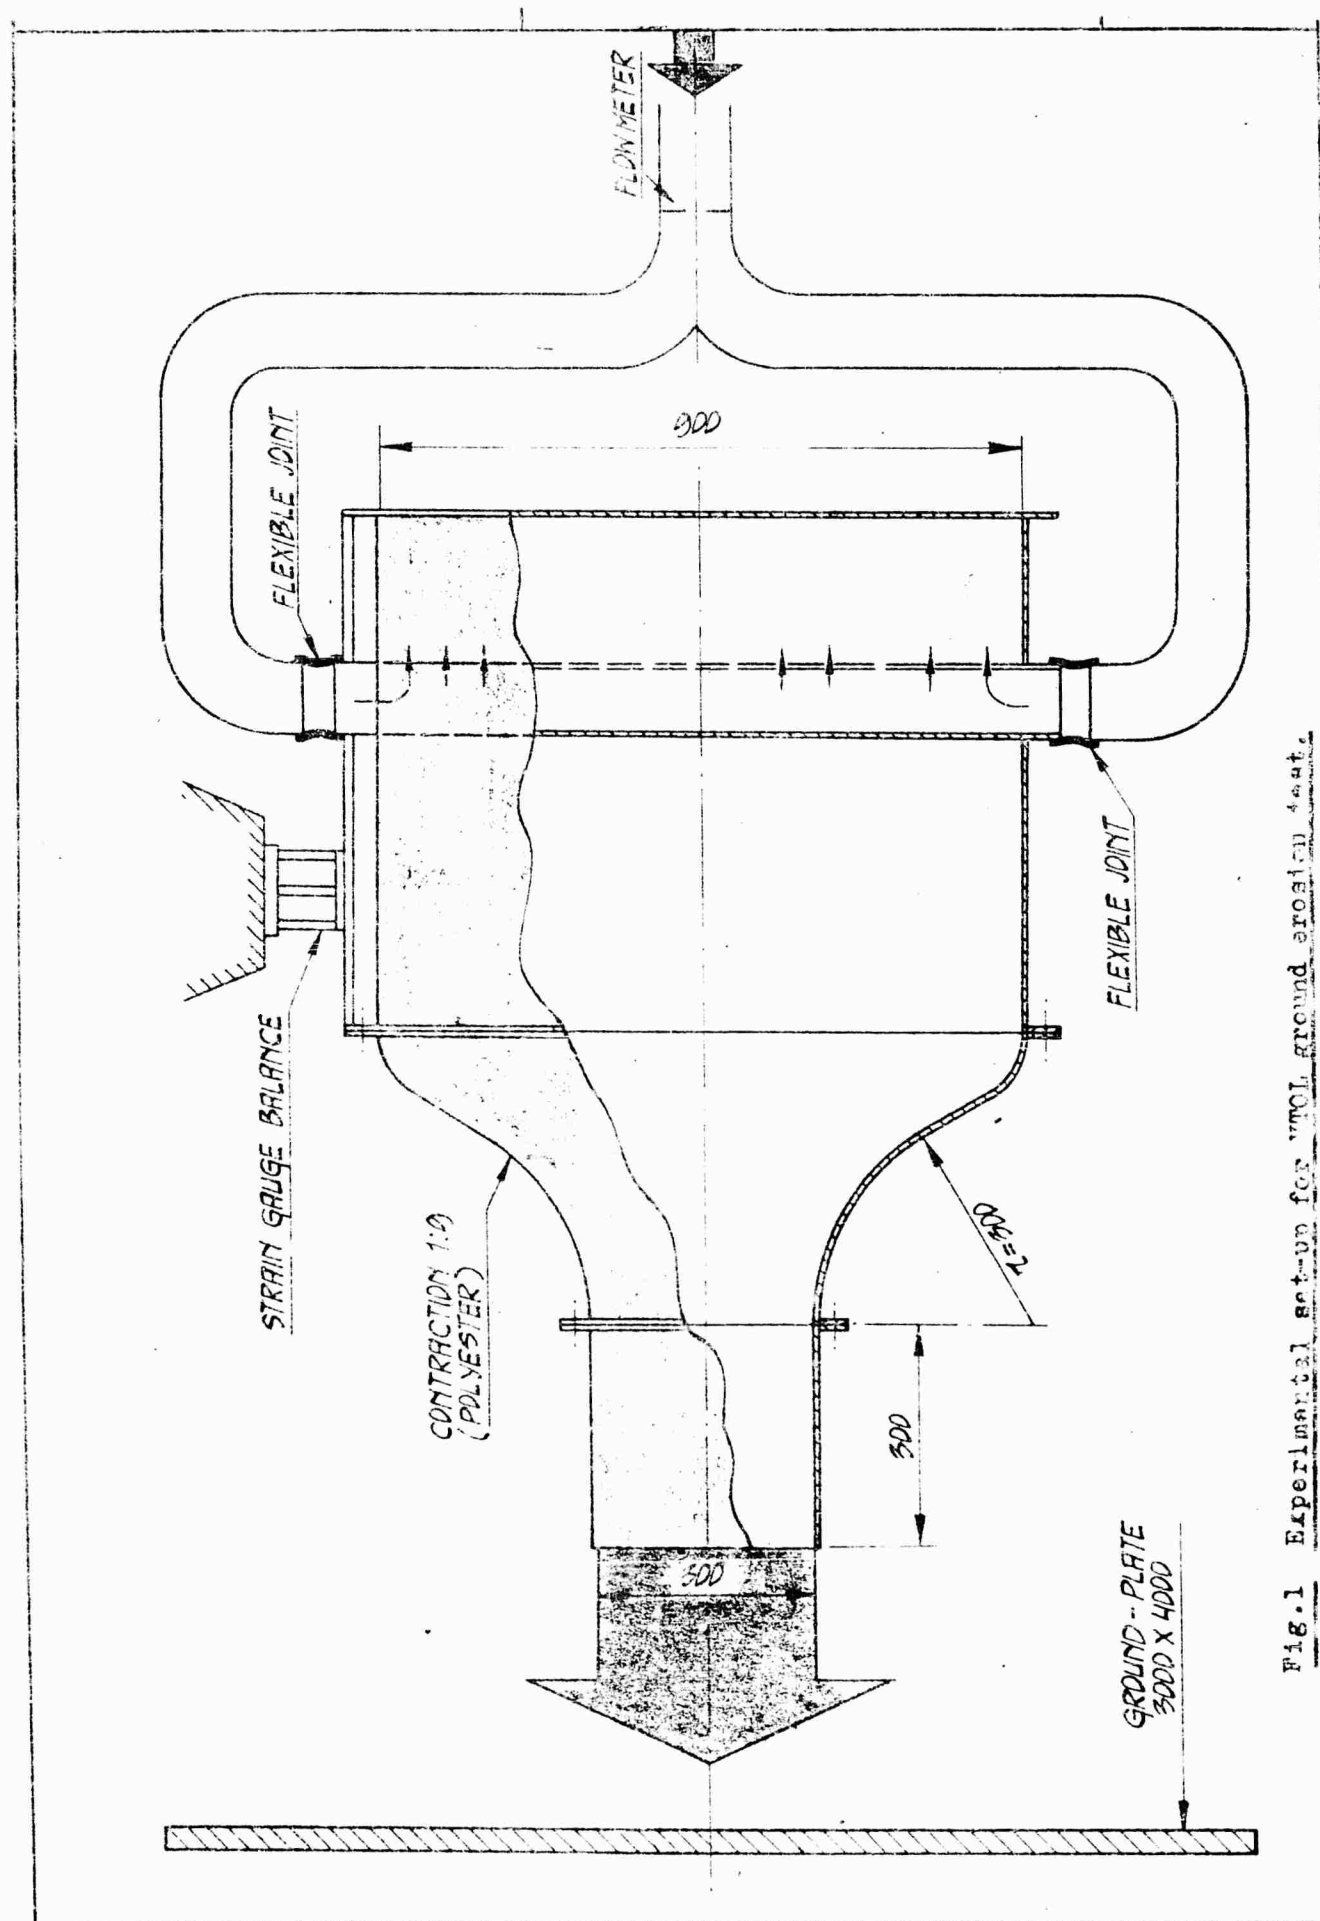 FLOWMETER
900
FLEXIBLE JOINT
STRAIN GAUGE BALANCE
FLEXIBLE JOINT
CONTRACTION 1:9
(POLYESTER)
r=300
300
300
GROUND-PLATE
3000 X 4000
Fig.1 Experimental set-up for VTOL ground erosion test.